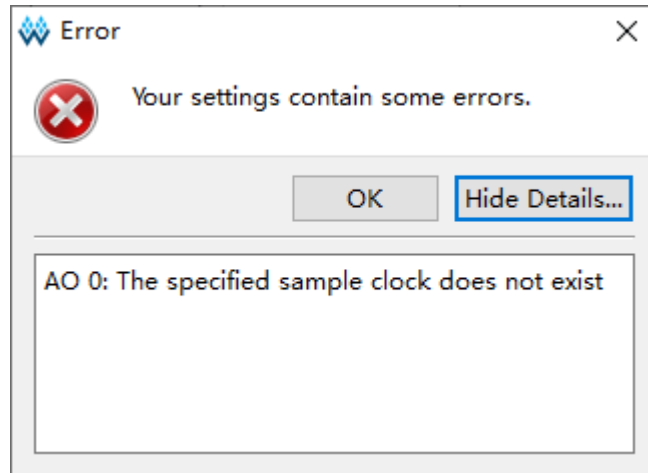 Error
Your settings contain some errors.
OK
Hide Details...
AO 0: The specified sample clock does not exist